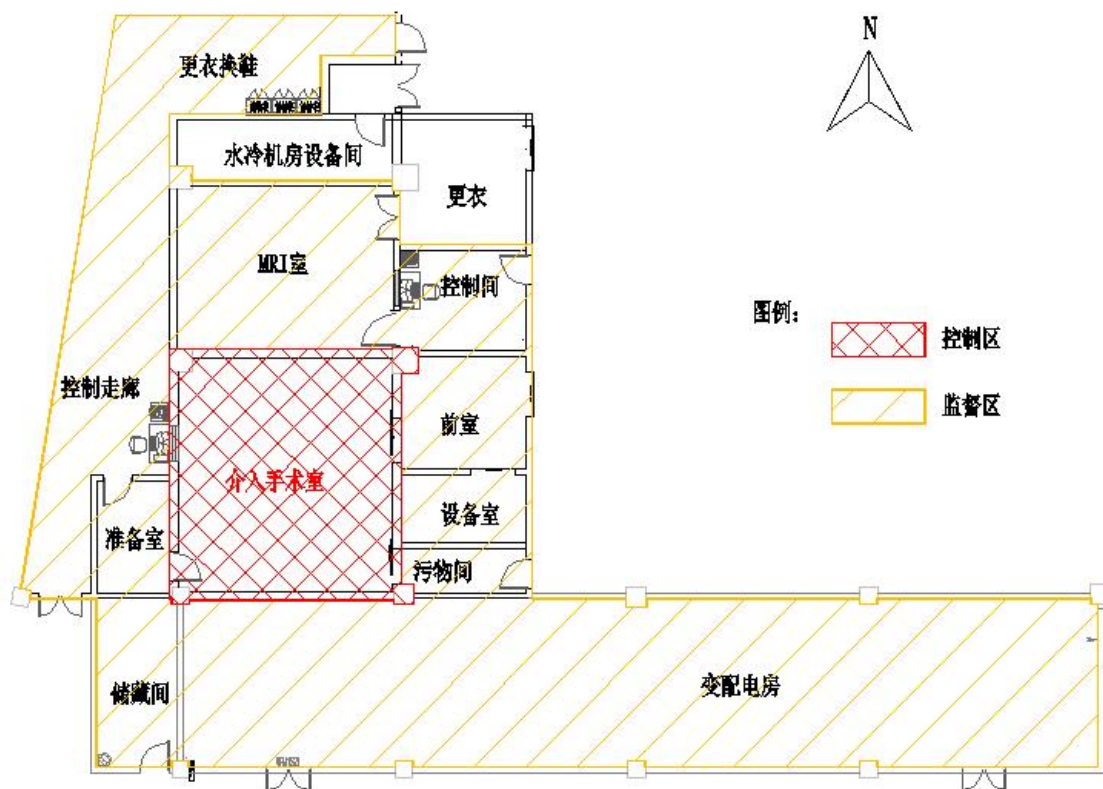 N
更衣换鞋
水冷机房设备间
更衣
MRI室
控制间
图例：
控制区
控制走廊
监督区
前室
介入手术室
设备室
准备室
污物间
储藏间
变配电房